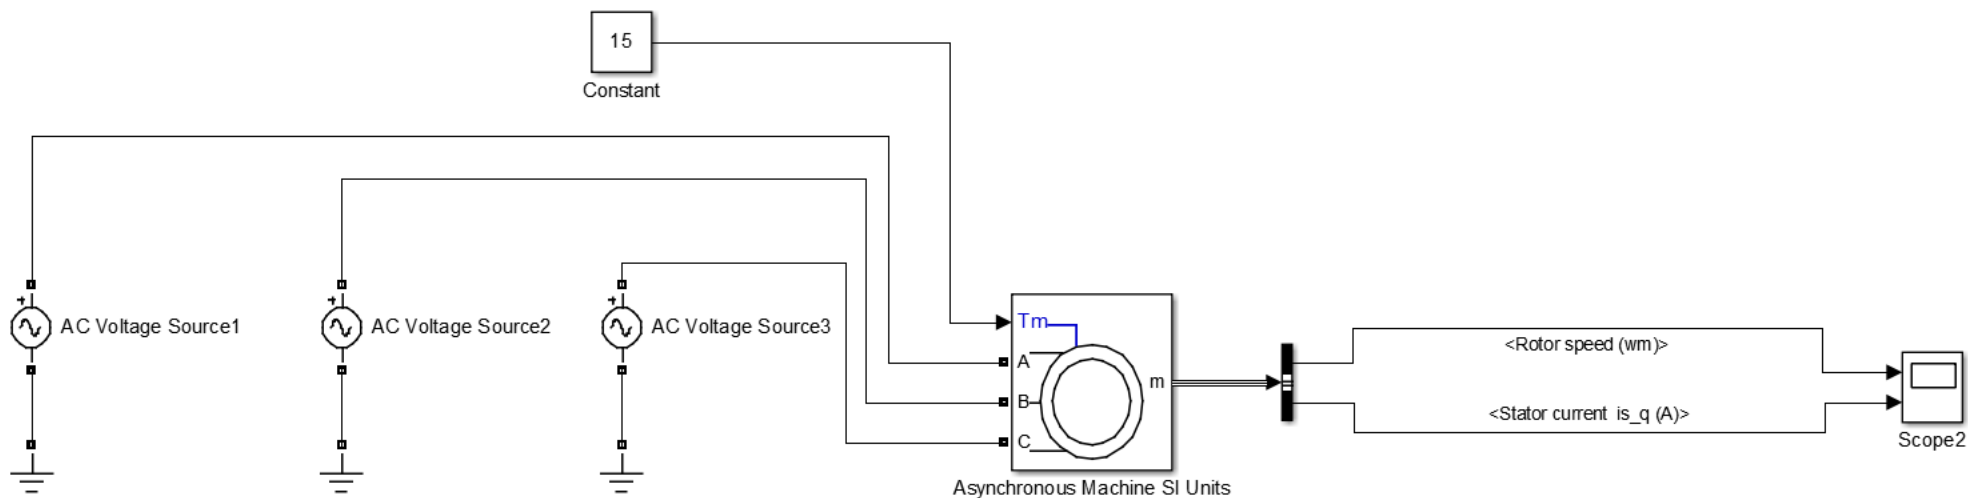 15
Constant
+
AC Voltage Source1
+
AC Voltage Source2
+
AC Voltage Source3
Tm
A
B
C
m
Asynchronous Machine SI Units
<Rotor speed (wm)>
<Stator current is_q (A)>
Scope2